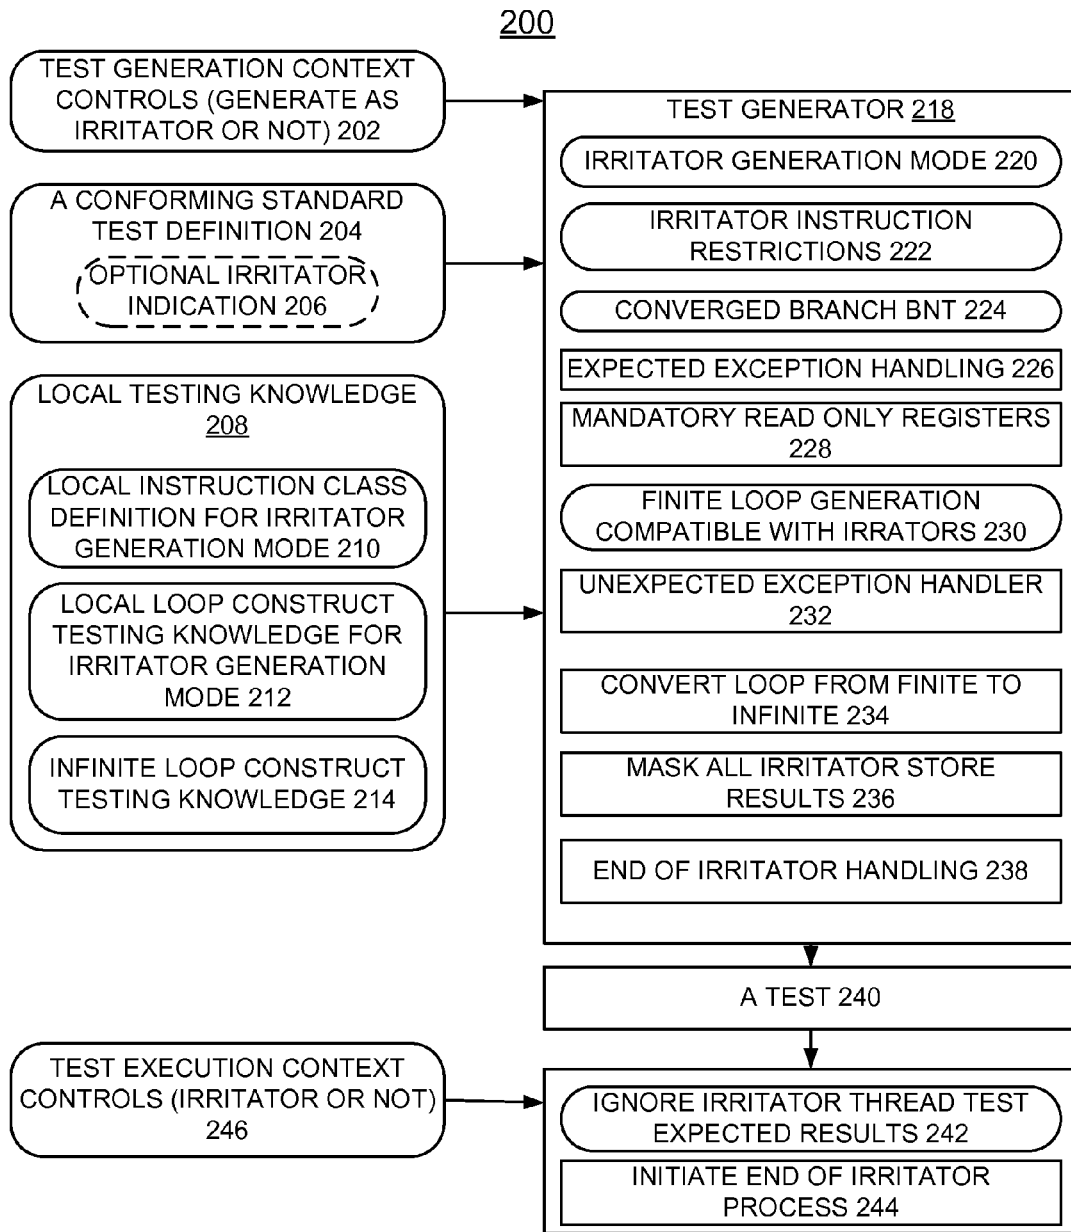 200
TEST GENERATION CONTEXT
CONTROLS (GENERATE AS
IRRITATOR OR NOT) 202
A CONFORMING STANDARD
TEST DEFINITION 204
OPTIONAL IRRITATOR
INDICATION 206
LOCAL TESTING KNOWLEDGE
208
LOCAL INSTRUCTION CLASS
DEFINITION FOR IRRITATOR
GENERATION MODE 210
LOCAL LOOP CONSTRUCT
TESTING KNOWLEDGE FOR
IRRITATOR GENERATION
MODE 212
INFINITE LOOP CONSTRUCT
TESTING KNOWLEDGE 214
TEST GENERATOR 218
IRRITATOR GENERATION MODE 220
IRRITATOR INSTRUCTION
RESTRICTIONS 222
CONVERGED BRANCH BNT 224
EXPECTED EXCEPTION HANDLING 226
MANDATORY READ ONLY REGISTERS
228
FINITE LOOP GENERATION
COMPATIBLE WITH IRRATORS 230
UNEXPECTED EXCEPTION HANDLER
232
CONVERT LOOP FROM FINITE TO
INFINITE 234
MASK ALL IRRITATOR STORE
RESULTS 236
END OF IRRITATOR HANDLING 238
A TEST 240
TEST EXECUTION CONTEXT
CONTROLS (IRRITATOR OR NOT)
246
IGNORE IRRITATOR THREAD TEST
EXPECTED RESULTS 242
INITIATE END OF IRRITATOR
PROCESS 244